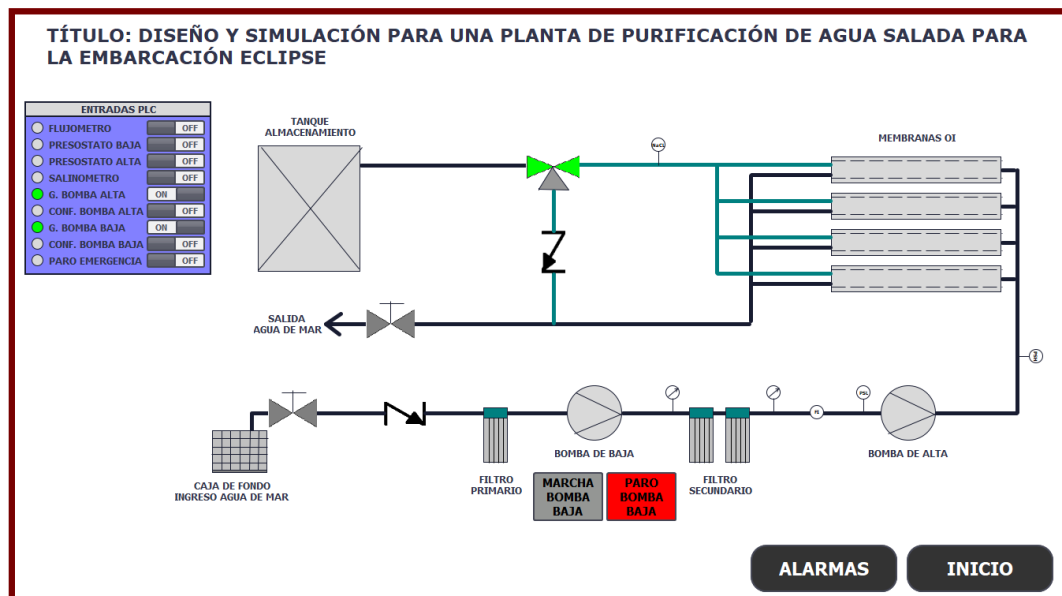 TÍTULO: DISEÑO Y SIMULACIÓN PARA UNA PLANTA DE PURIFICACIÓN DE AGUA SALADA PARA
LA EMBARCACIÓN ECLIPSE
ENTRADAS PLC
FLUJOMETRO OFF
PRESOSTATO BAJA OFF
PRESOSTATO ALTA OFF
SALINOMETRO OFF
G. BOMBA ALTA ON
CONF. BOMBA ALTA OFF
G. BOMBA BAJA ON
CONF. BOMBA BAJA OFF
PARO EMERGENCIA OFF
TANQUE
ALMACENAMIENTO
NaCL
MEMBRANAS OI
SALIDA
AGUA DE MAR
PSL
FI
BOMBA DE BAJA
BOMBA DE ALTA
CAJA DE FONDO
INGRESO AGUA DE MAR
FILTRO
PRIMARIO
MARCHA
BOMBA
BAJA
PARO
BOMBA
BAJA
FILTRO
SECUNDARIO
ALARMAS
INICIO